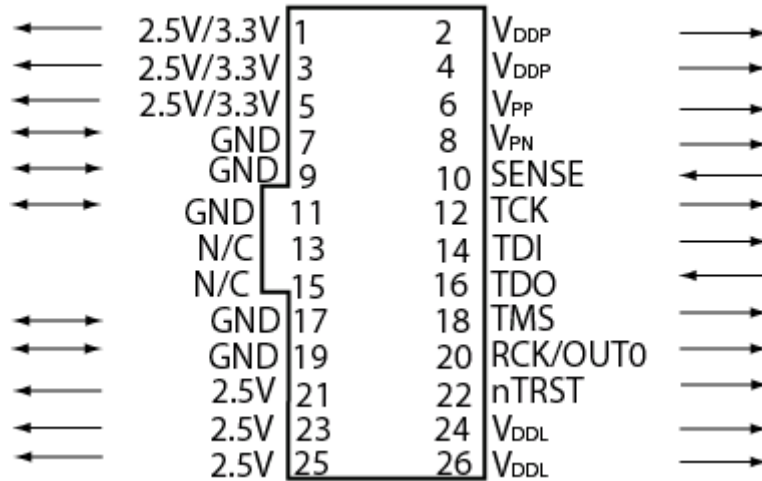 2.5V/3.3V 1 2 VDDP
2.5V/3.3V 3 4 VDDP
2.5V/3.3V 5 6 VPP
GND 7 8 VPN
GND 9 10 SENSE
GND 11 12 TCK
N/C 13 14 TDI
N/C 15 16 TDO
GND 17 18 TMS
GND 19 20 RCK/OUT0
2.5V 21 22 nTRST
2.5V 23 24 VDDL
2.5V 25 26 VDDL